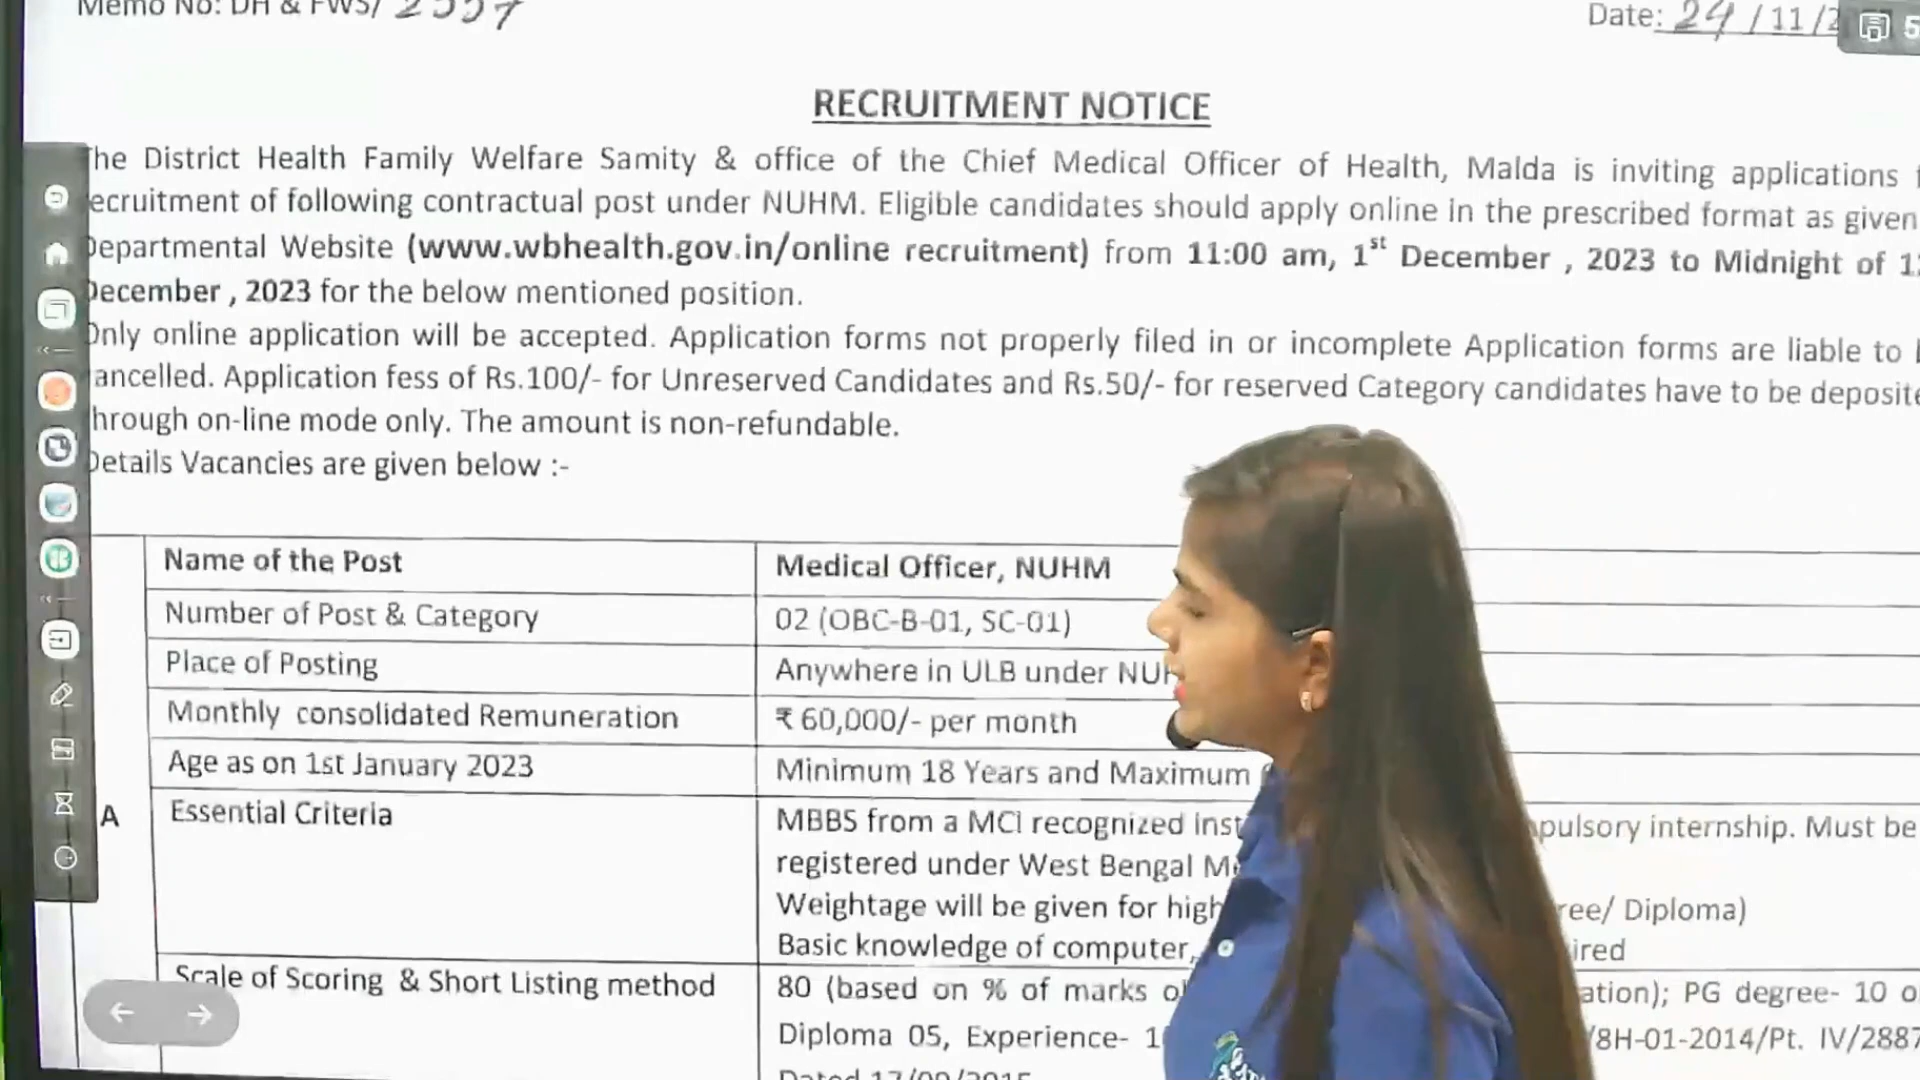 Memo No: DH & FWS/ 2557
Date: 24/11/2
RECRUITMENT NOTICE
he District Health Family Welfare Samity & office of the Chief Medical Officer of Health, Malda is inviting applications
ecruitment of following contractual post under NUHM. Eligible candidates should apply online in the prescribed format as given
Departmental Website (www.wbhealth.gov.in/online recruitment) from 11:00 am, 1st December , 2023 to Midnight of
December , 2023 for the below mentioned position.
Only online application will be accepted. Application forms not properly filed in or incomplete Application forms are liable to
ancelled. Application fess of Rs.100/- for Unreserved Candidates and Rs.50/- for reserved Category candidates have to be deposite
hrough on-line mode only. The amount is non-refundable.
Details Vacancies are given below :-
Name of the Post Medical Officer, NUHM
Number of Post & Category 02 (OBC-B-01, SC-01)
Place of Posting Anywhere in ULB under NUH
Monthly consolidated Remuneration ₹ 60,000/- per month
Age as on 1st January 2023 Minimum 18 Years and Maximum
A Essential Criteria MBBS from a MCI recognized inst pulsory internship. Must be
registered under West Bengal Me
Weightage will be given for high ree/ Diploma)
Basic knowledge of computer, ired
Scale of Scoring & Short Listing method 80 (based on % of marks o ation); PG degree- 10 o
Diploma 05, Experience- 1 /8H-01-2014/Pt. IV/2887
Dated 17/09/2015